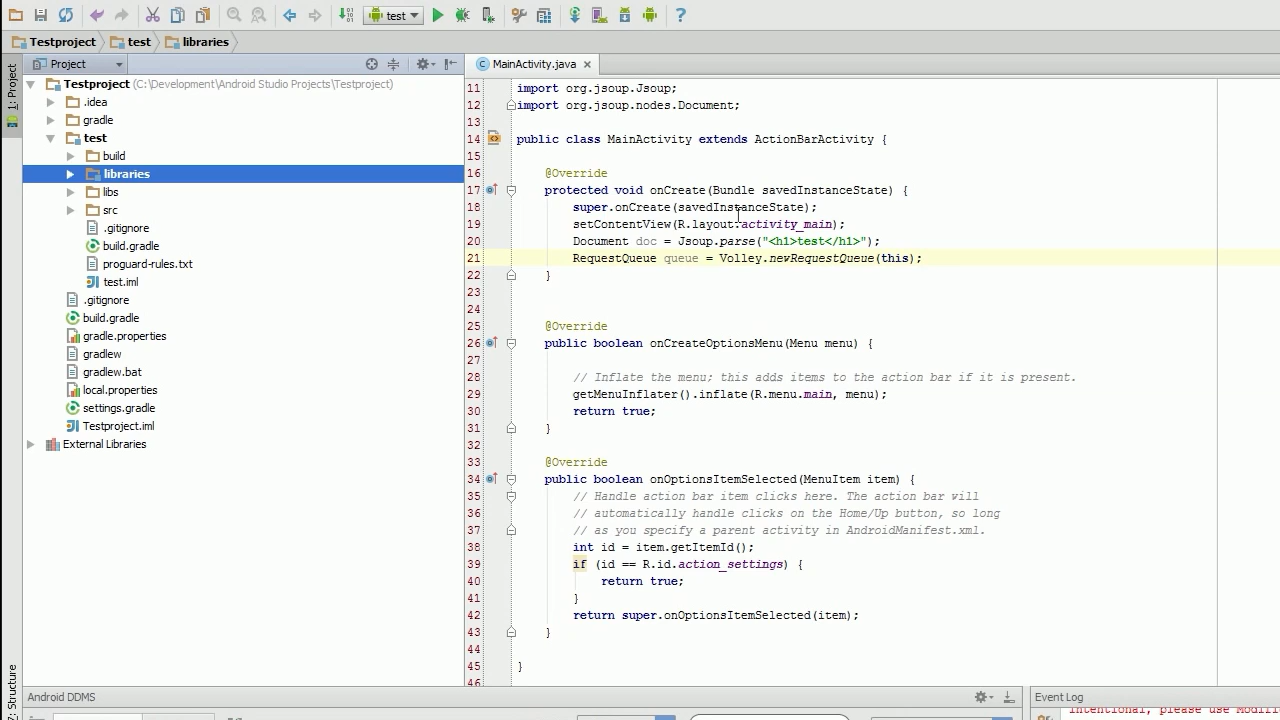 test
Testproject test libraries
Project
MainActivity.java
1: Project
Z: Structure
Testproject (C:\Development\Android Studio Projects\Testproject)
.idea
gradle
test
build
libraries
libs
src
.gitignore
build.gradle
proguard-rules.txt
test.iml
.gitignore
build.gradle
gradle.properties
gradlew
gradlew.bat
local.properties
settings.gradle
Testproject.iml
External Libraries
11 import org.jsoup.Jsoup;
12 import org.jsoup.nodes.Document;
13
14 public class MainActivity extends ActionBarActivity {
15
16 @Override
17 protected void onCreate(Bundle savedInstanceState) {
18 super.onCreate(savedInstanceState);
19 setContentView(R.layout.activity_main);
20 Document doc = Jsoup.parse("<h1>test</h1>");
21 RequestQueue queue = Volley.newRequestQueue(this);
22 }
23
24
25 @Override
26 public boolean onCreateOptionsMenu(Menu menu) {
27
28 // Inflate the menu; this adds items to the action bar if it is present.
29 getMenuInflater().inflate(R.menu.main, menu);
30 return true;
31 }
32
33 @Override
34 public boolean onOptionsItemSelected(MenuItem item) {
35 // Handle action bar item clicks here. The action bar will
36 // automatically handle clicks on the Home/Up button, so long
37 // as you specify a parent activity in AndroidManifest.xml.
38 int id = item.getItemId();
39 if (id == R.id.action_settings) {
40 return true;
41 }
42 return super.onOptionsItemSelected(item);
43 }
44
45 }
46
Android DDMS
Event Log
intentional, please use